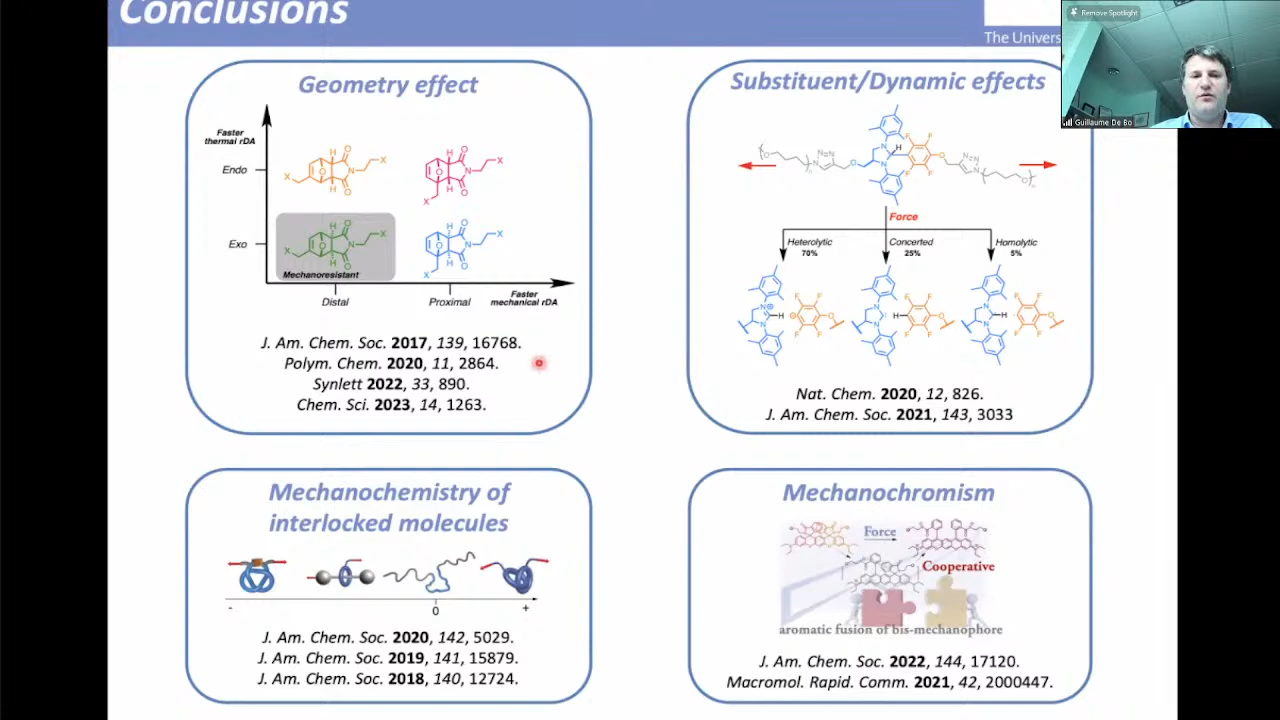 Conclusions
The Univers
Remove Spotlight
Guillaume De Bo
Geometry effect
Faster
thermal rDA
Endo
Exo
Mechanoresistant
Distal
Proximal
Faster
mechanical rDA
J. Am. Chem. Soc. 2017, 139, 16768.
Polym. Chem. 2020, 11, 2864.
Synlett 2022, 33, 890.
Chem. Sci. 2023, 14, 1263.
Substituent/Dynamic effects
Force
Heterolytic
70%
Concerted
25%
Homolytic
5%
Nat. Chem. 2020, 12, 826.
J. Am. Chem. Soc. 2021, 143, 3033
Mechanochemistry of
interlocked molecules
- 0 +
J. Am. Chem. Soc. 2020, 142, 5029.
J. Am. Chem. Soc. 2019, 141, 15879.
J. Am. Chem. Soc. 2018, 140, 12724.
Mechanochromism
Force
Cooperative
aromatic fusion of bis-mechanophore
J. Am. Chem. Soc. 2022, 144, 17120.
Macromol. Rapid. Comm. 2021, 42, 2000447.